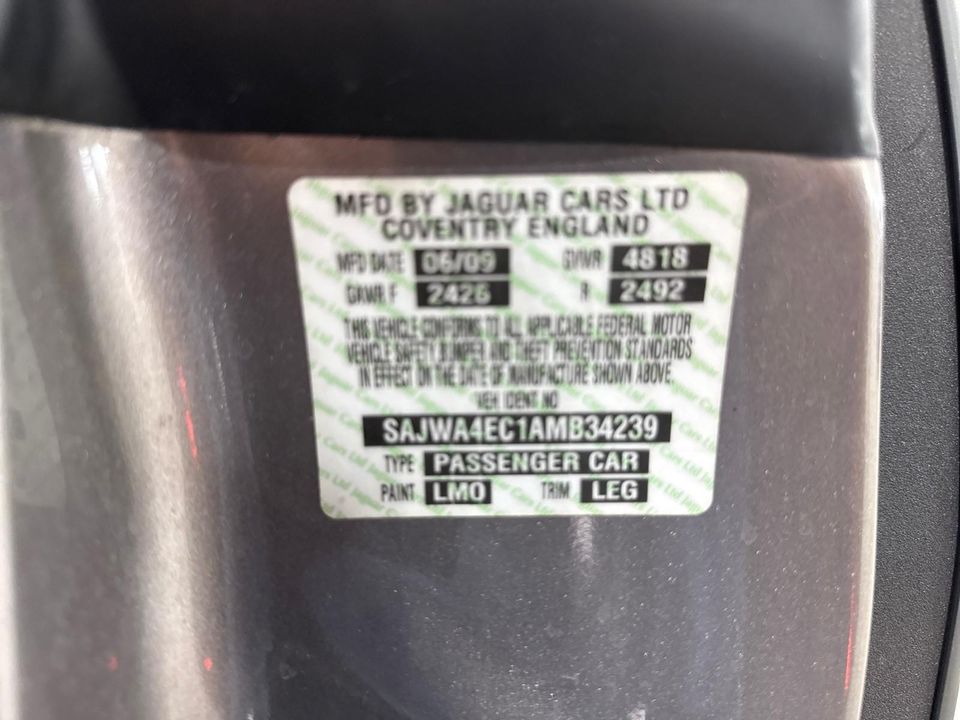 MFD BY JAGUAR CARS LTD
COVENTRY ENGLAND
MFD DATE 06/09 GVWR 4818
GAWR F 2426 R 2492
THIS VEHICLE CONFORMS TO ALL APPLICABLE FEDERAL MOTOR
VEHICLE SAFETY BUMPER AND THEFT PREVENTION STANDARDS
IN EFFECT ON THE DATE OF MANUFACTURE SHOWN ABOVE
VEH IDENT NO
SAJWA4EC1AMB34239
TYPE PASSENGER CAR
PAINT LMO TRIM LEG